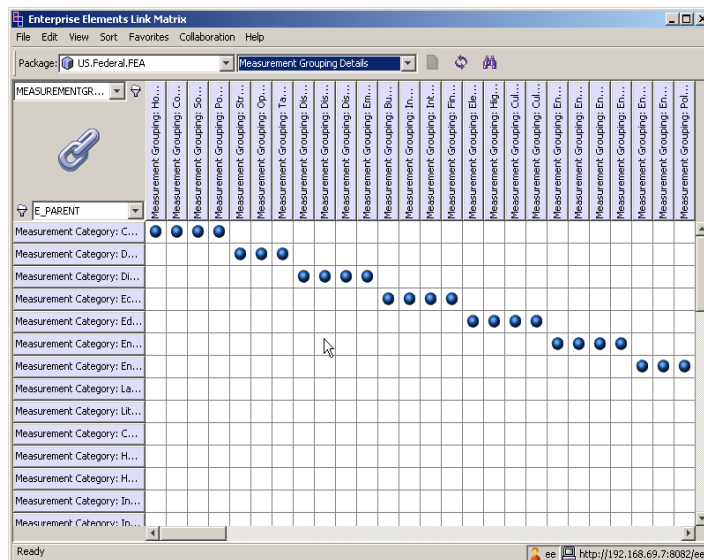 Enterprise Elements Link Matrix
File Edit View Sort Favorites Collaboration Help
Package: US.Federal.FEA Measurement Grouping Details
MEASUREMENTGR...
E_PARENT
Measurement Grouping: Ho...
Measurement Grouping: Co...
Measurement Grouping: So...
Measurement Grouping: Po...
Measurement Grouping: Str...
Measurement Grouping: Op...
Measurement Grouping: Ta...
Measurement Grouping: Dis...
Measurement Grouping: Dis...
Measurement Grouping: Dis...
Measurement Grouping: Em...
Measurement Grouping: Bu...
Measurement Grouping: In...
Measurement Grouping: Int...
Measurement Grouping: Fin...
Measurement Grouping: Ele...
Measurement Grouping: Hig...
Measurement Grouping: Cul...
Measurement Grouping: Cul...
Measurement Grouping: En...
Measurement Grouping: En...
Measurement Grouping: En...
Measurement Grouping: En...
Measurement Grouping: En...
Measurement Grouping: En...
Measurement Grouping: Pol...
Measurement Category: C...
Measurement Category: D...
Measurement Category: Di...
Measurement Category: Ec...
Measurement Category: Ed...
Measurement Category: En...
Measurement Category: En...
Measurement Category: La...
Measurement Category: Lit...
Measurement Category: C...
Measurement Category: H...
Measurement Category: H...
Measurement Category: In...
Measurement Category: In...
Ready
ee http://192.168.69.7:8082/ee